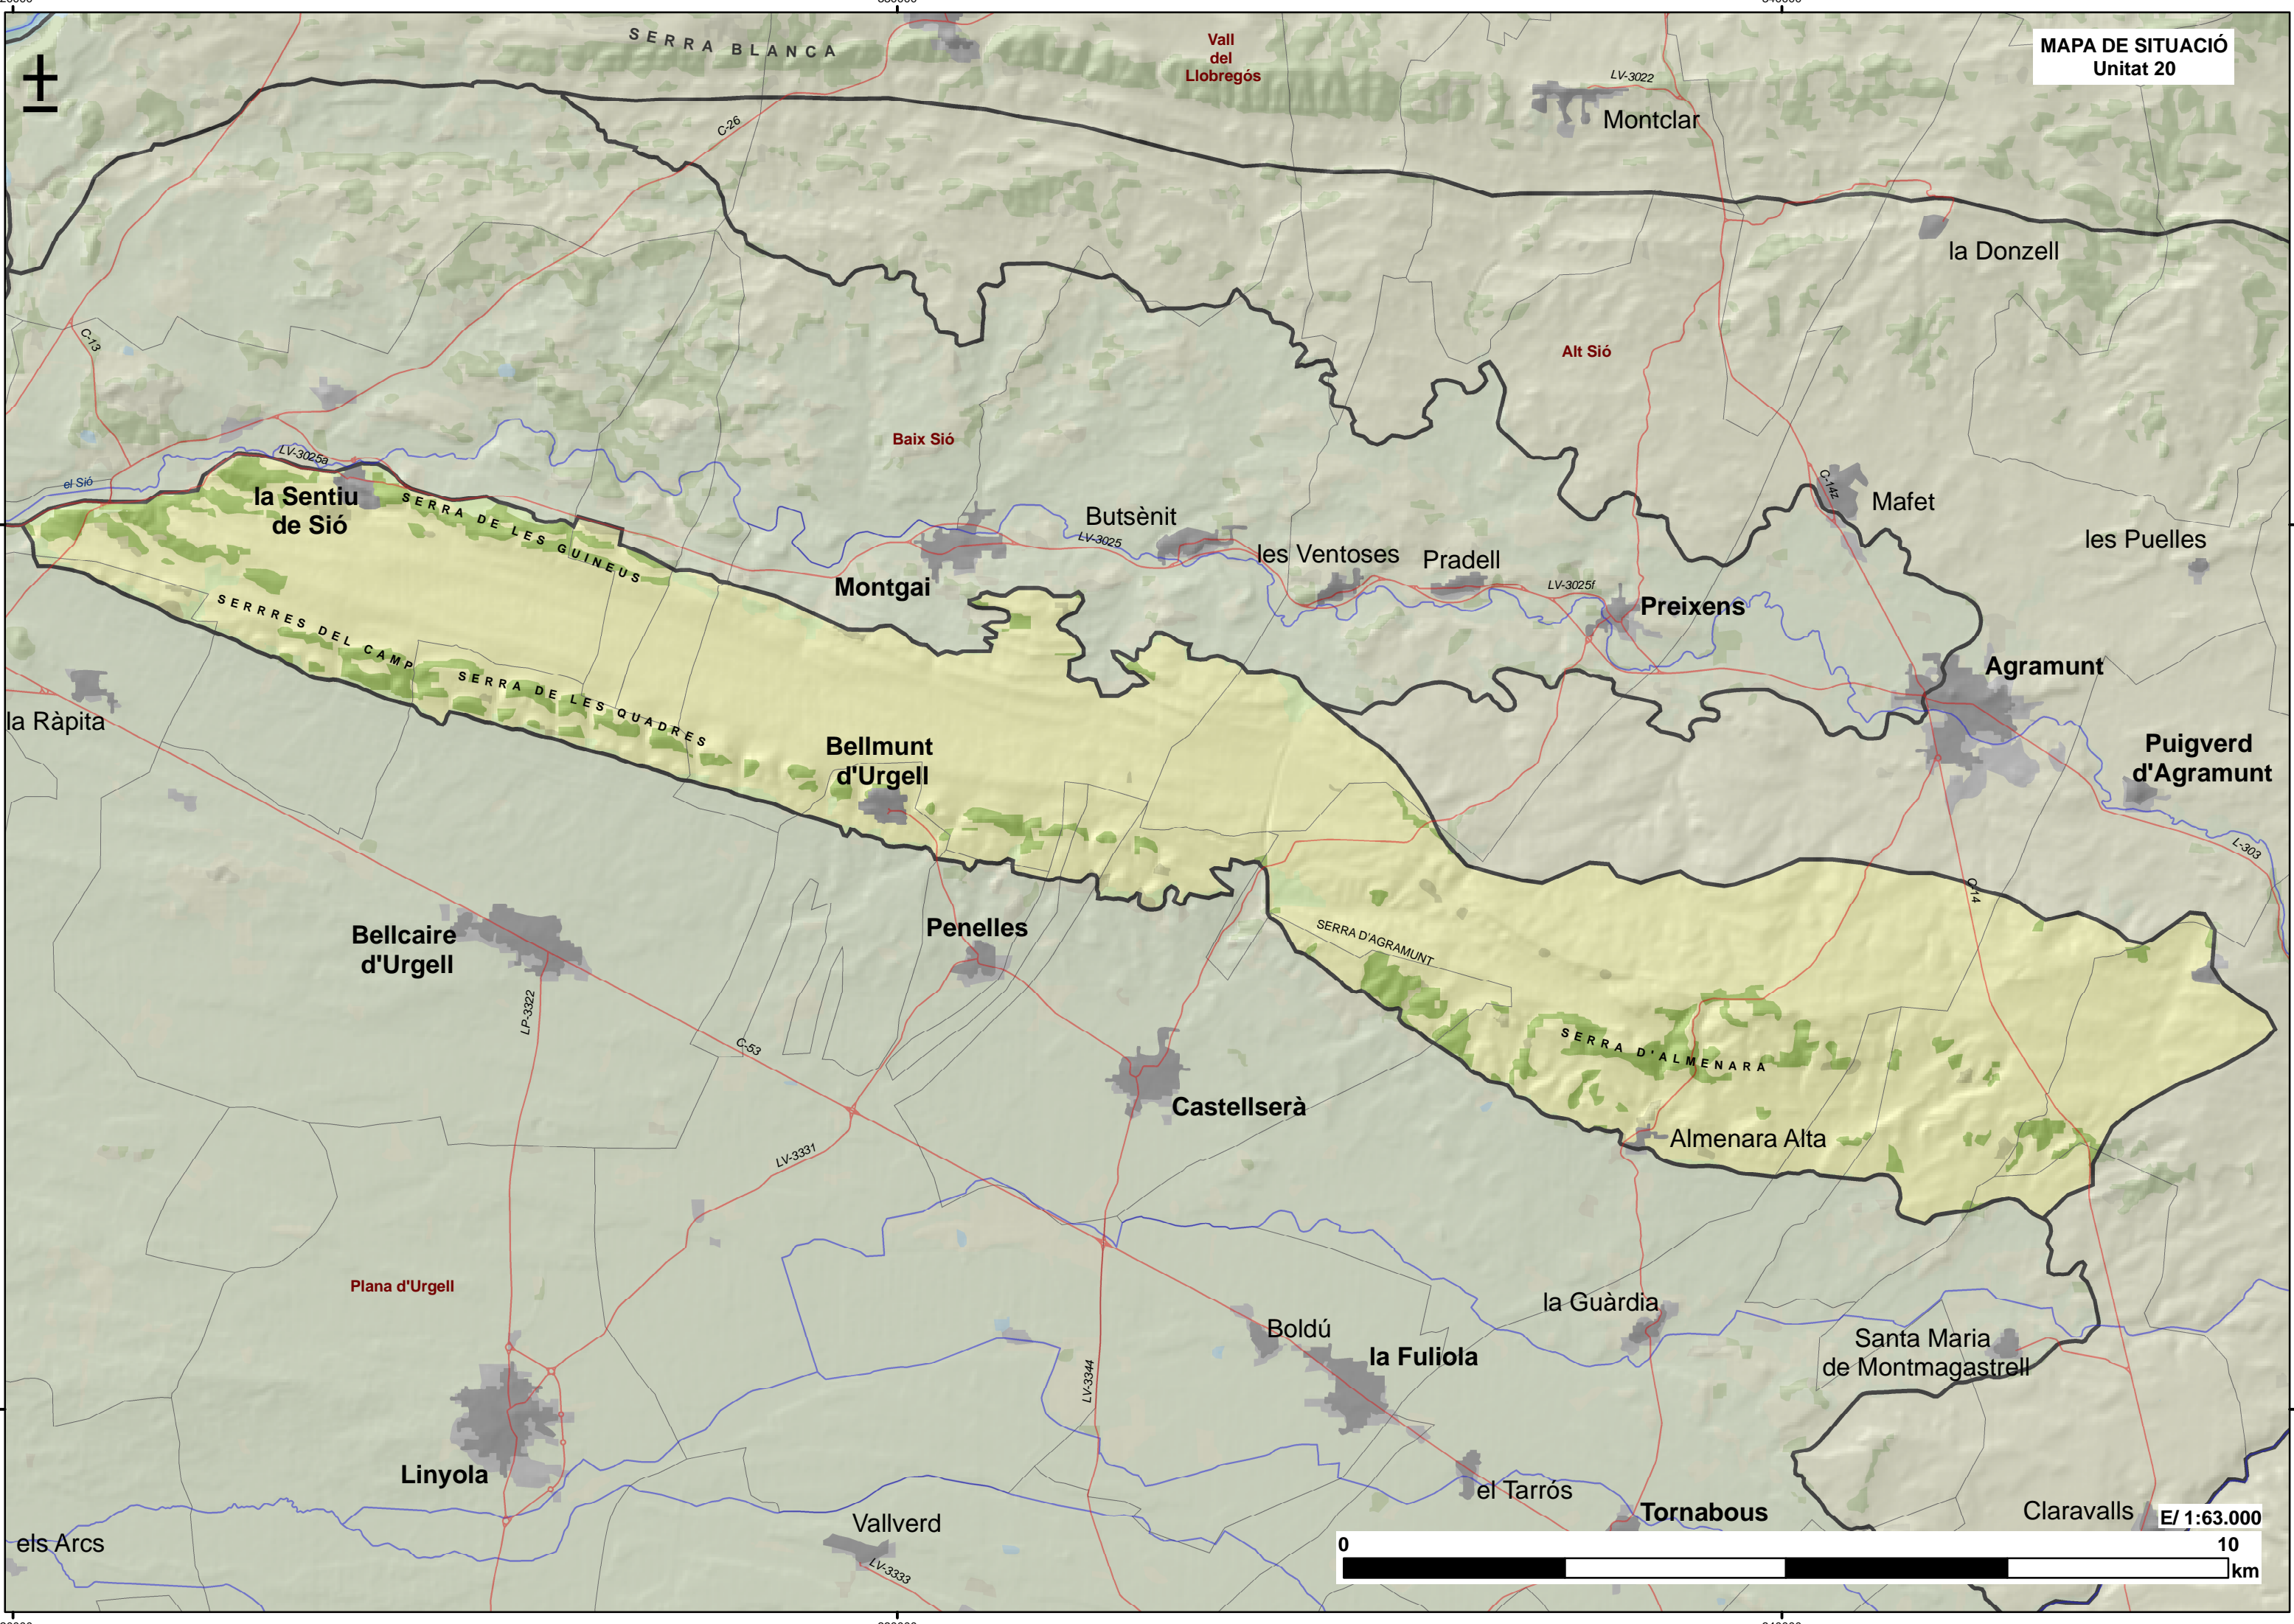 SERRA BLANCA
Vall
del
Llobregós
MAPA DE SITUACIÓ
Unitat 20
LV-3022
Montclar
C-26
la Donzell
C-13
Alt Sió
Baix Sió
LV-3025a
el Sió
la Sentiu
de Sió
SERRA DE LES GUINEUS
C-14z
Mafet
Butsènit
LV-3025
les Ventoses
Pradell
les Puelles
Montgai
LV-3025f
Preixens
SERRRES DEL CAMP
SERRA DE LES QUADRES
Agramunt
la Ràpita
Bellmunt
d'Urgell
Puigverd
d'Agramunt
L-303
C-14
Bellcaire
d'Urgell
Penelles
SERRA D'AGRAMUNT
LP-3322
C-53
SERRA D'ALMENARA
Castellserà
Almenara Alta
LV-3331
Plana d'Urgell
la Guàrdia
Boldú
la Fuliola
Santa Maria
de Montmagastrell
LV-3344
Linyola
el Tarrós
Tornabous
Claravalls
E/ 1:63.000
Vallverd
els Arcs
LV-3333
0
10
km